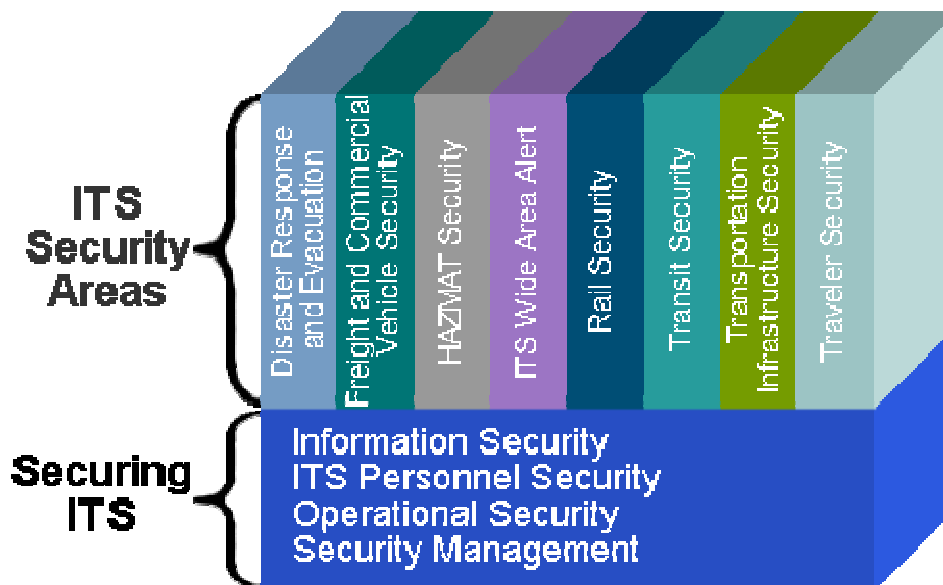 ITS
Security
Areas
Disaster Response
and Evacuation
Freight and Commercial
Vehicle Security
HAZMAT Security
ITS Wide Area Alert
Rail Security
Transit Security
Transportation
Infrastructure Security
Traveler Security
Securing
ITS
Information Security
ITS Personnel Security
Operational Security
Security Management